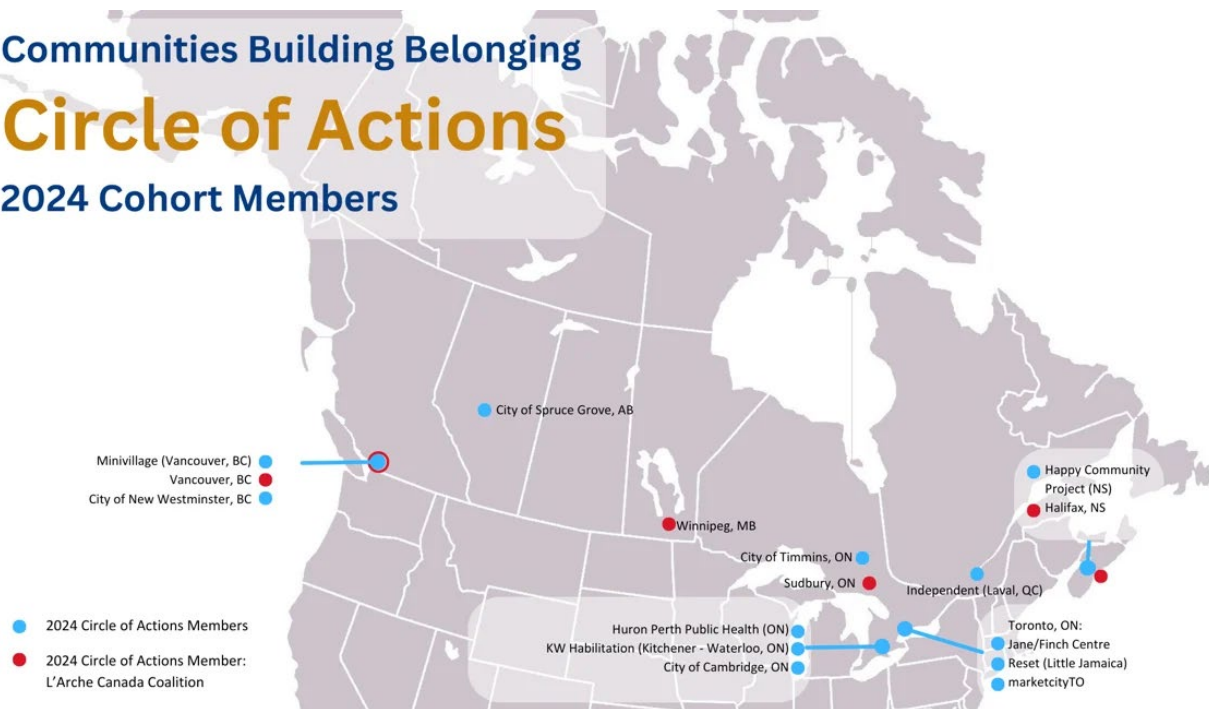 Communities Building Belonging
Circle of Actions
2024 Cohort Members
City of Spruce Grove, AB
Minivillage (Vancouver, BC)
Vancouver, BC
City of New Westminster, BC
Happy Community
Project (NS)
Halifax, NS
Winnipeg, MB
City of Timmins, ON
Sudbury, ON
Independent (Laval, QC)
2024 Circle of Actions Members
2024 Circle of Actions Member:
L'Arche Canada Coalition
Huron Perth Public Health (ON)
KW Habilitation (Kitchener - Waterloo, ON)
City of Cambridge, ON
Toronto, ON:
Jane/Finch Centre
Reset (Little Jamaica)
marketcityTO